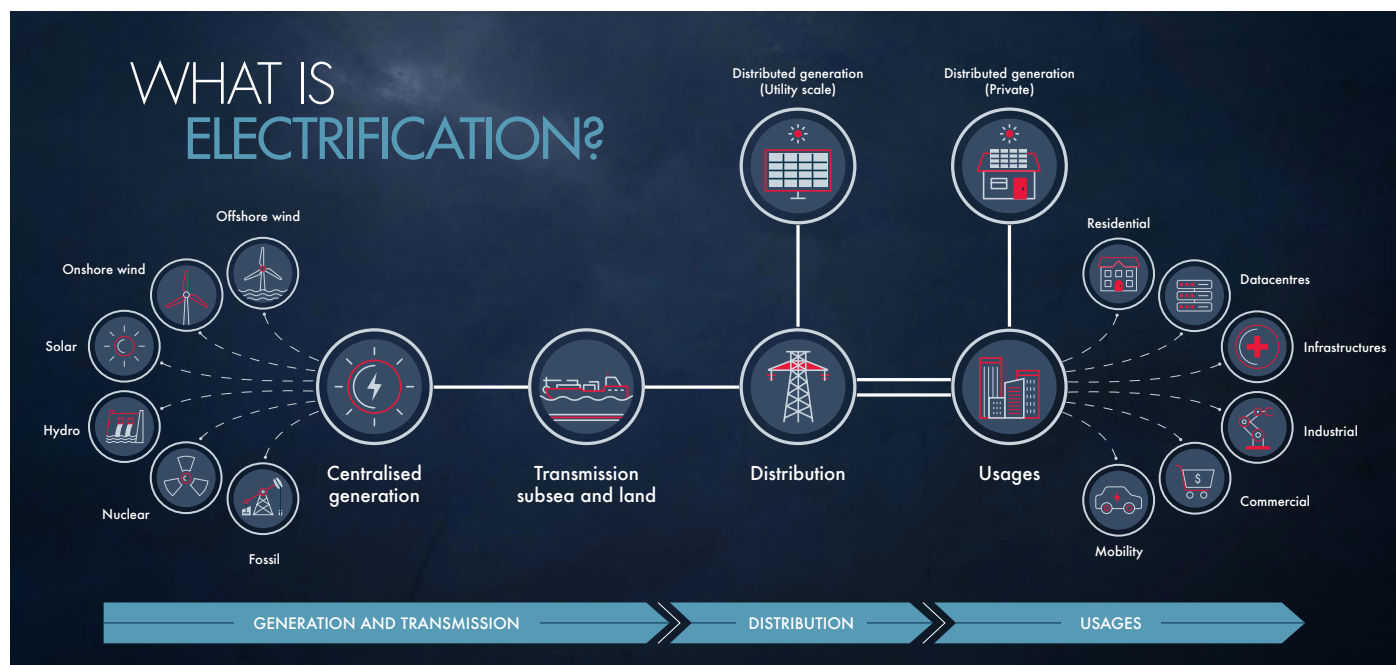 WHAT IS
ELECTRIFICATION?
Distributed generation
(Utility scale)
Distributed generation
(Private)
Offshore wind
Onshore wind
Solar
Hydro
Nuclear
Fossil
Centralised
generation
Transmission
subsea and land
Distribution
Usages
Residential
Datacentres
Infrastructures
Industrial
Commercial
$
Mobility
GENERATION AND TRANSMISSION
DISTRIBUTION
USAGES